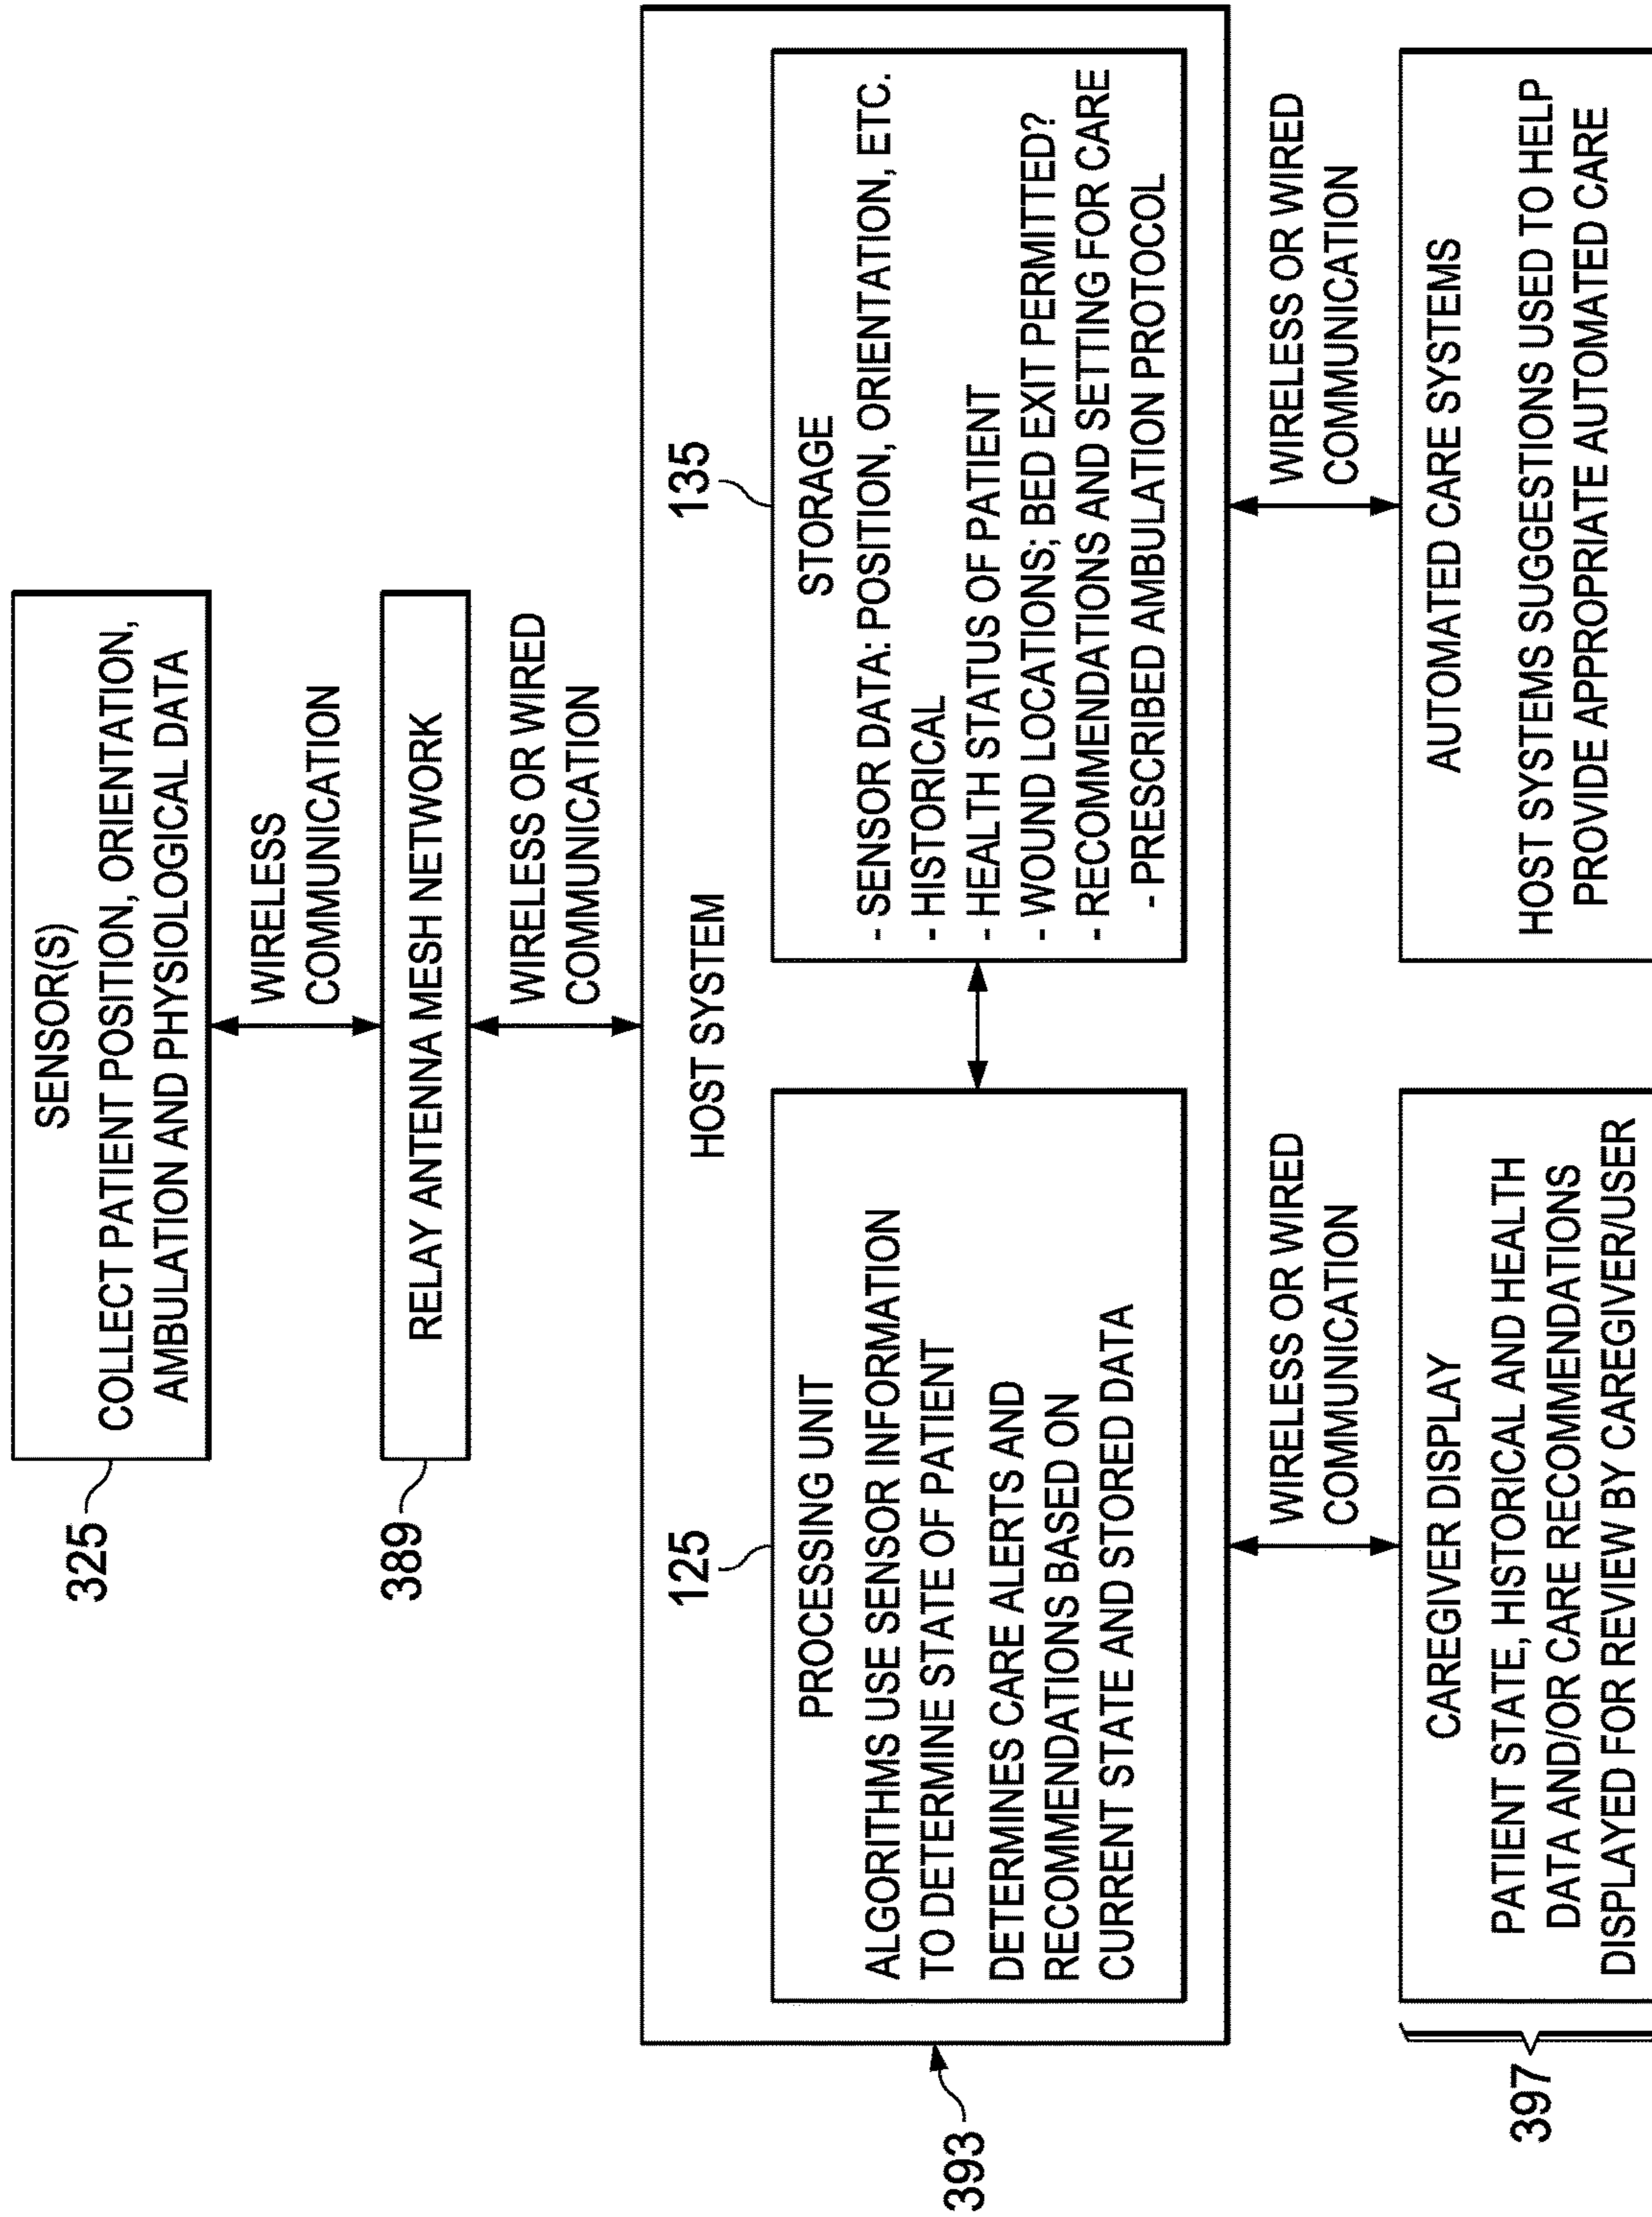 SENSOR(S)
COLLECT PATIENT POSITION, ORIENTATION,
AMBULATION AND PHYSIOLOGICAL DATA
325
WIRELESS
COMMUNICATION
RELAY ANTENNA MESH NETWORK
389
WIRELESS OR WIRED
COMMUNICATION
HOST SYSTEM
393
125
PROCESSING UNIT
ALGORITHMS USE SENSOR INFORMATION
TO DETERMINE STATE OF PATIENT
DETERMINES CARE ALERTS AND
RECOMMENDATIONS BASED ON
CURRENT STATE AND STORED DATA
135
STORAGE
- SENSOR DATA: POSITION, ORIENTATION, ETC.
- HISTORICAL
- HEALTH STATUS OF PATIENT
- WOUND LOCATIONS; BED EXIT PERMITTED?
- RECOMMENDATIONS AND SETTING FOR CARE
- PRESCRIBED AMBULATION PROTOCOL
WIRELESS OR WIRED
COMMUNICATION
WIRELESS OR WIRED
COMMUNICATION
397
CAREGIVER DISPLAY
PATIENT STATE, HISTORICAL AND HEALTH
DATA AND/OR CARE RECOMMENDATIONS
DISPLAYED FOR REVIEW BY CAREGIVER/USER
AUTOMATED CARE SYSTEMS
HOST SYSTEMS SUGGESTIONS USED TO HELP
PROVIDE APPROPRIATE AUTOMATED CARE